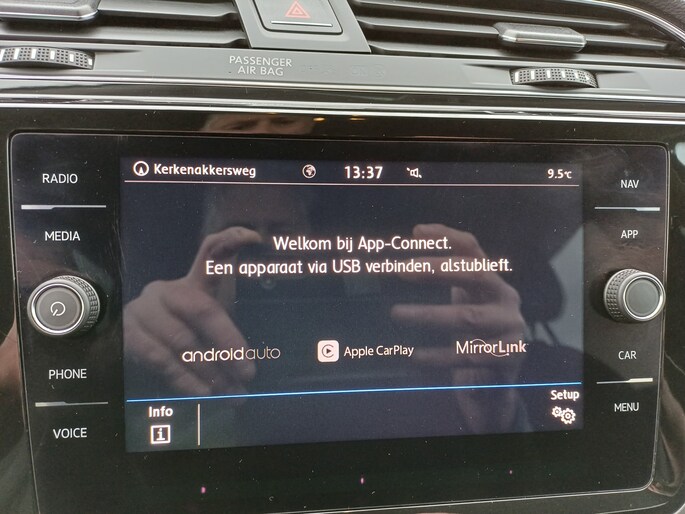 PASSENGER
AIR BAG
RADIO
MEDIA
PHONE
VOICE
Kerkenakkersweg
13:37
9.5°C
Welkom bij App-Connect.
Een apparaat via USB verbinden, alstublieft.
androidauto
Apple CarPlay
MirrorLink
Info
i
Setup
NAV
APP
CAR
MENU